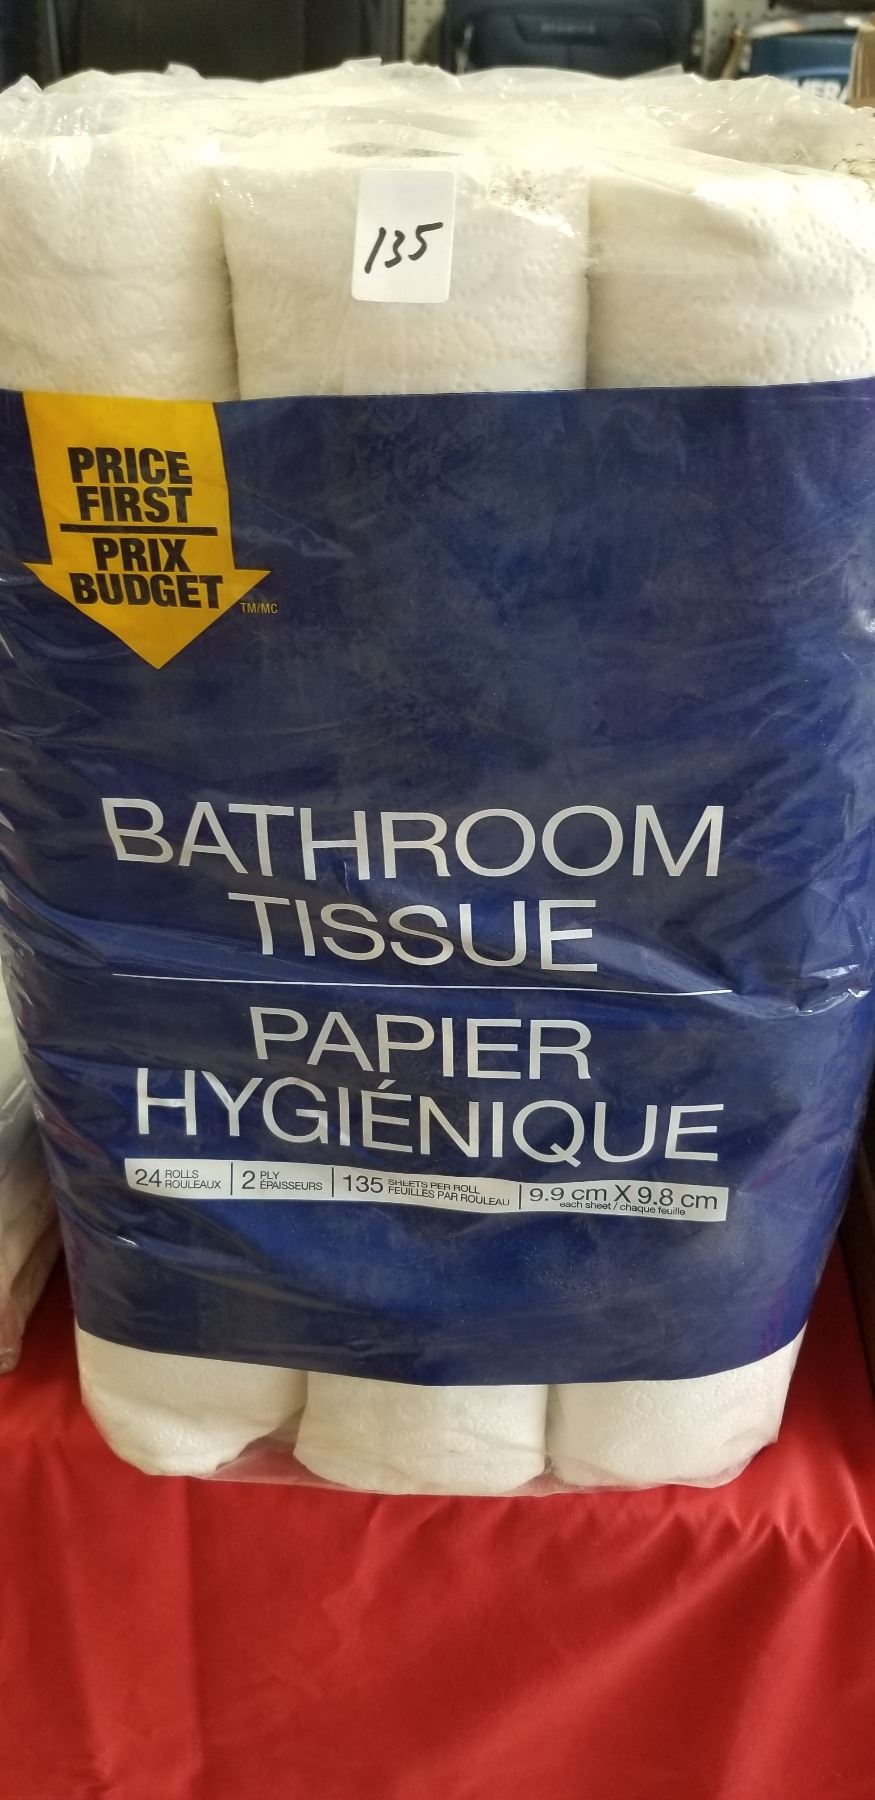 135
PRICE
FIRST
PRIX
BUDGET
TM/MC
BATHROOM
TISSUE
PAPIER
HYGIÉNIQUE
24 ROLLS ROULEAUX | 2 PLY ÉPAISSEURS | 135 SHEETS PER ROLL FEUILLES PAR ROULEAU | 9.9 cm X 9.8 cm each sheet / chaque feuille